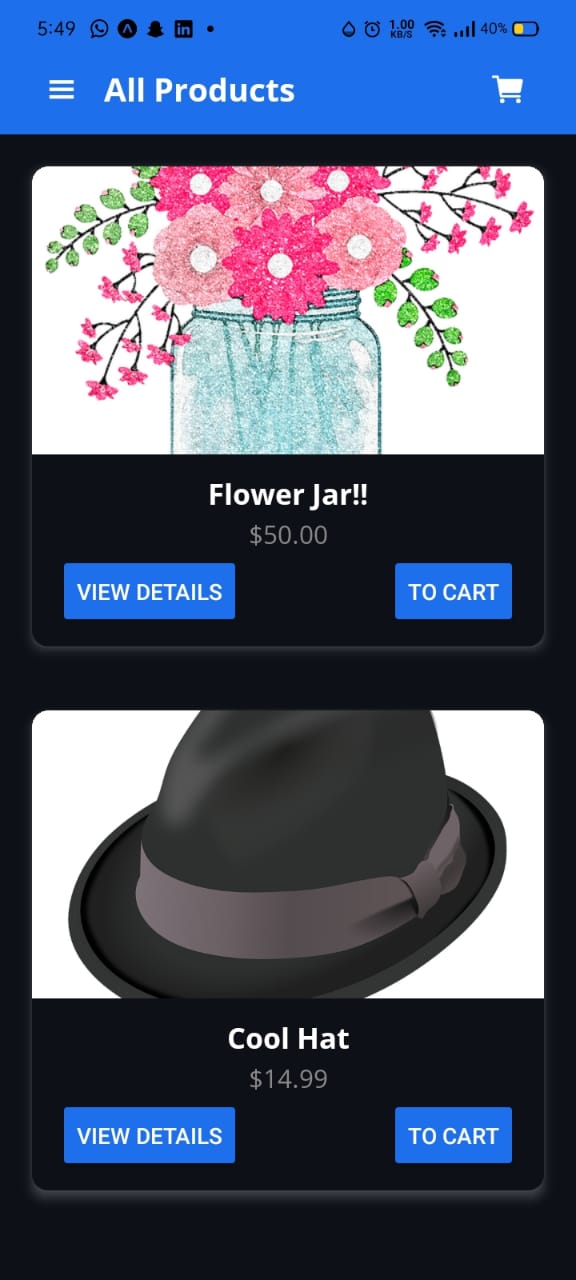 5:49 in 1.00 KB/S 40%
All Products
Flower Jar!!
$50.00
VIEW DETAILS TO CART
Cool Hat
$14.99
VIEW DETAILS TO CART